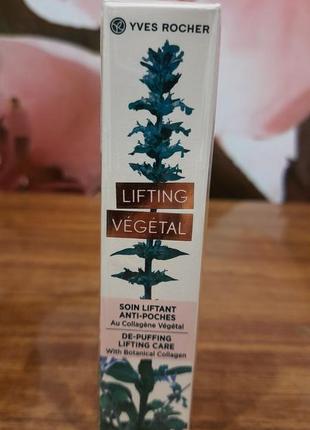 YVES ROCHER
LIFTING
VÉGÉTAL
SOIN LIFTANT
ANTI-POCHES
Au Collagène Végétal
DE-PUFFING
LIFTING CARE
With Botanical Collagen